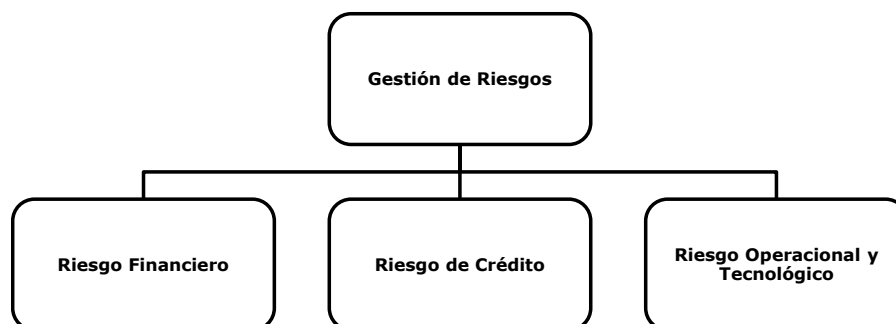 Gestión de Riesgos
Riesgo Financiero
Riesgo de Crédito
Riesgo Operacional y
Tecnológico